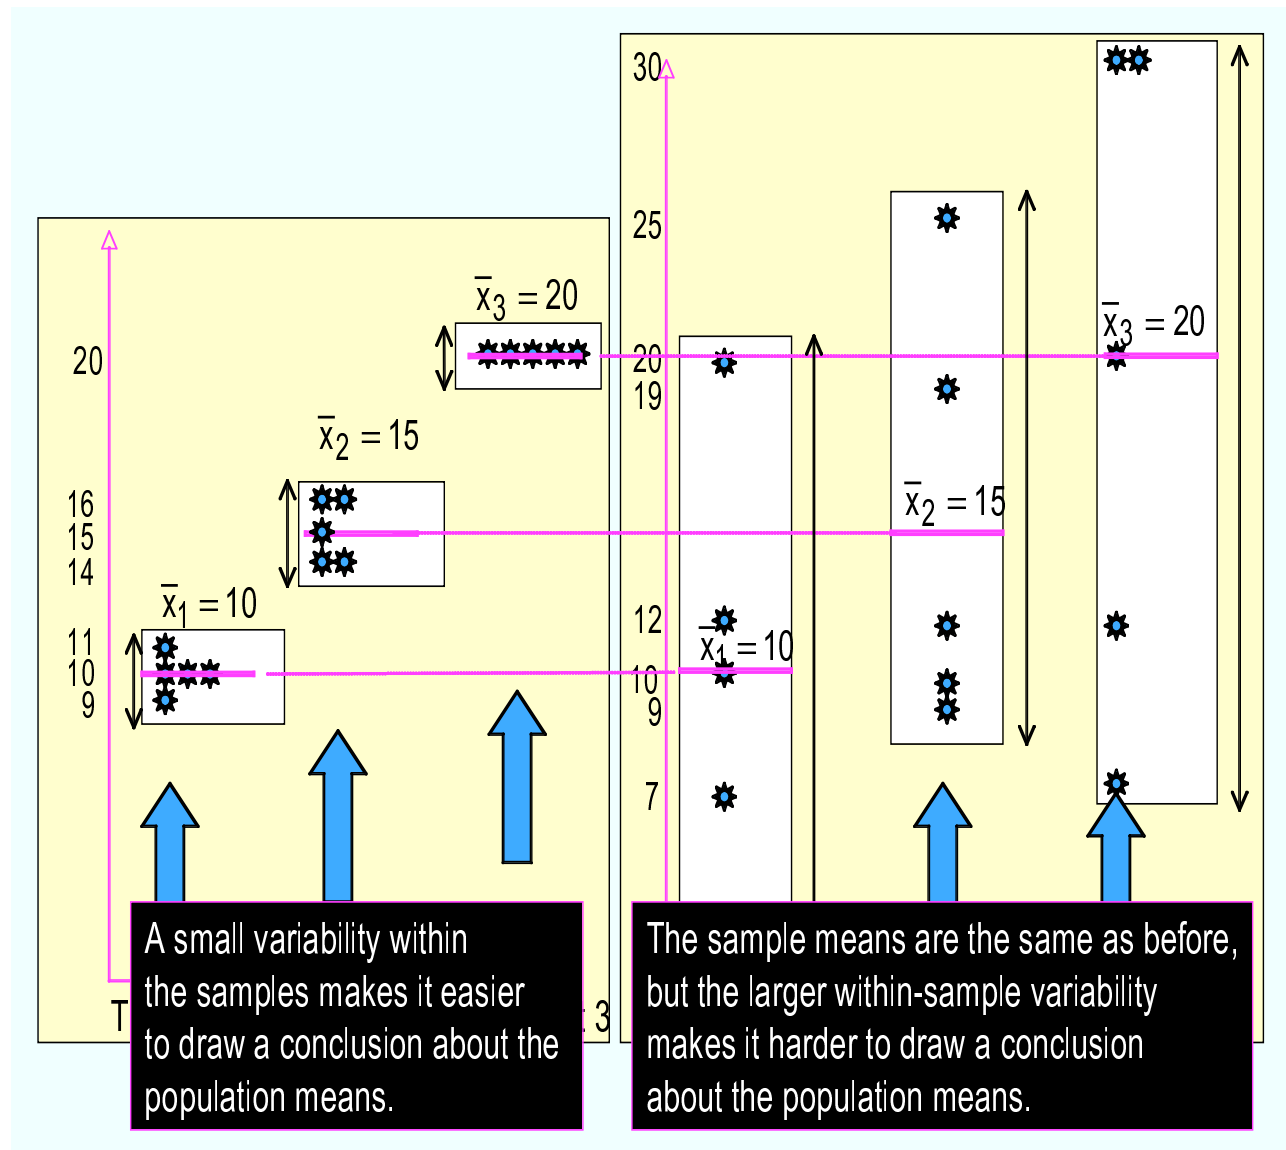 x̄3 = 20
20
x̄2 = 15
16
15
14
x̄1 = 10
11
10
9
T
: 3
A small variability within
the samples makes it easier
to draw a conclusion about the
population means.
30
25
x̄3 = 20
20
19
x̄2 = 15
12
x̄1 = 10
10
9
7
The sample means are the same as before,
but the larger within-sample variability
makes it harder to draw a conclusion
about the population means.